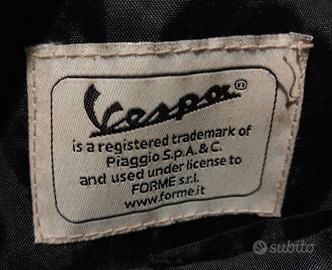 Vespa®
is a registered trademark of
Piaggio S.p.A. & C.
and used under license to
FORME s.r.l.
www.forme.it
subito